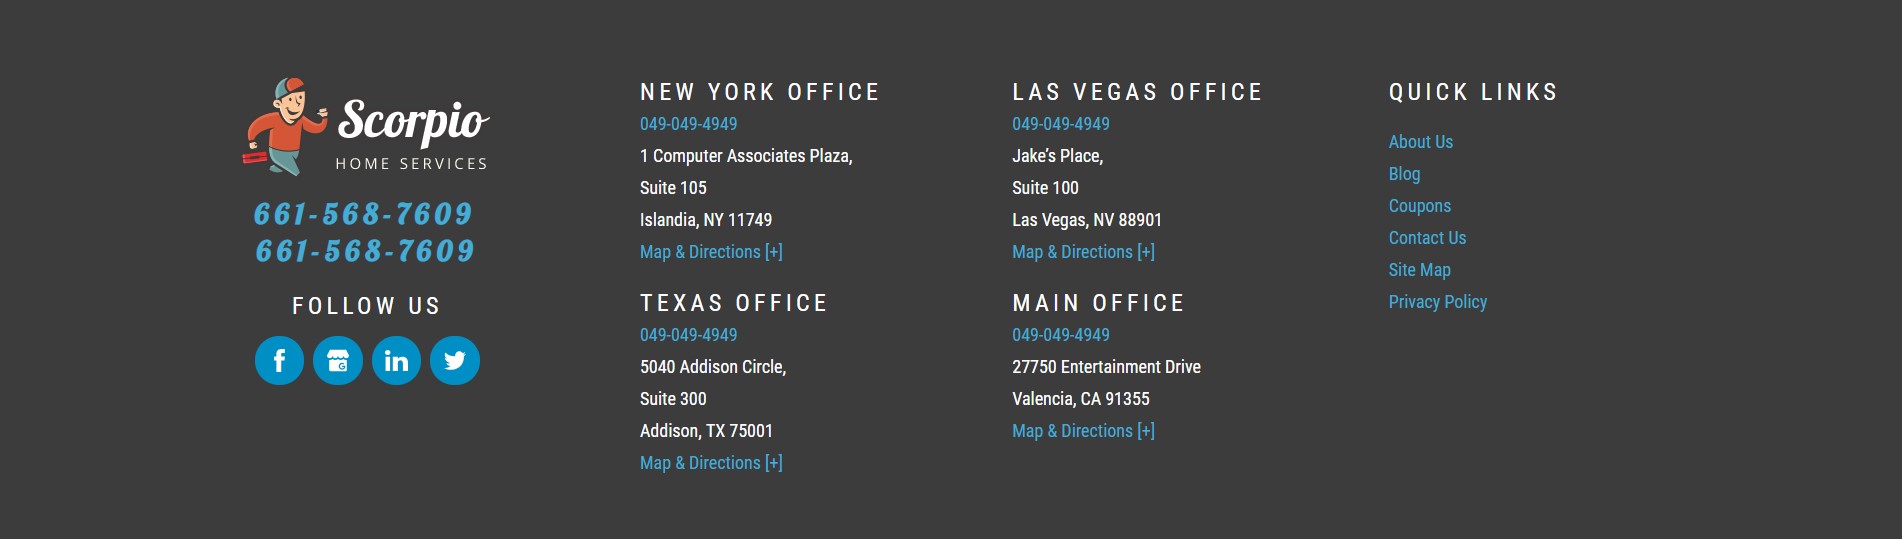 Scorpio
HOME SERVICES
661-568-7609
661-568-7609
FOLLOW US
NEW YORK OFFICE
049-049-4949
1 Computer Associates Plaza,
Suite 105
Islandia, NY 11749
Map & Directions [+]
TEXAS OFFICE
049-049-4949
5040 Addison Circle,
Suite 300
Addison, TX 75001
Map & Directions [+]
LAS VEGAS OFFICE
049-049-4949
Jake’s Place,
Suite 100
Las Vegas, NV 88901
Map & Directions [+]
MAIN OFFICE
049-049-4949
27750 Entertainment Drive
Valencia, CA 91355
Map & Directions [+]
QUICK LINKS
About Us
Blog
Coupons
Contact Us
Site Map
Privacy Policy